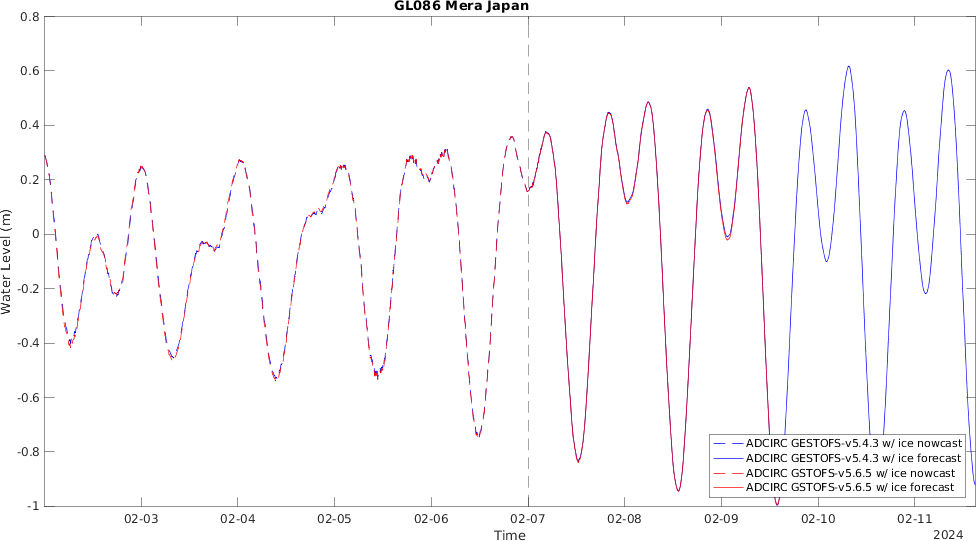 GL086 Mera Japan
0.8
0.6
0.4
0.2
0
-0.2
-0.4
-0.6
-0.8
-1
Water Level (m)
ADCIRC GESTOFS-v5.4.3 w/ ice nowcast
ADCIRC GESTOFS-v5.4.3 w/ ice forecast
ADCIRC GSTOFS-v5.6.5 w/ ice nowcast
ADCIRC GSTOFS-v5.6.5 w/ ice forecast
02-03 02-04 02-05 02-06 02-07 02-08 02-09 02-10 02-11
Time
2024